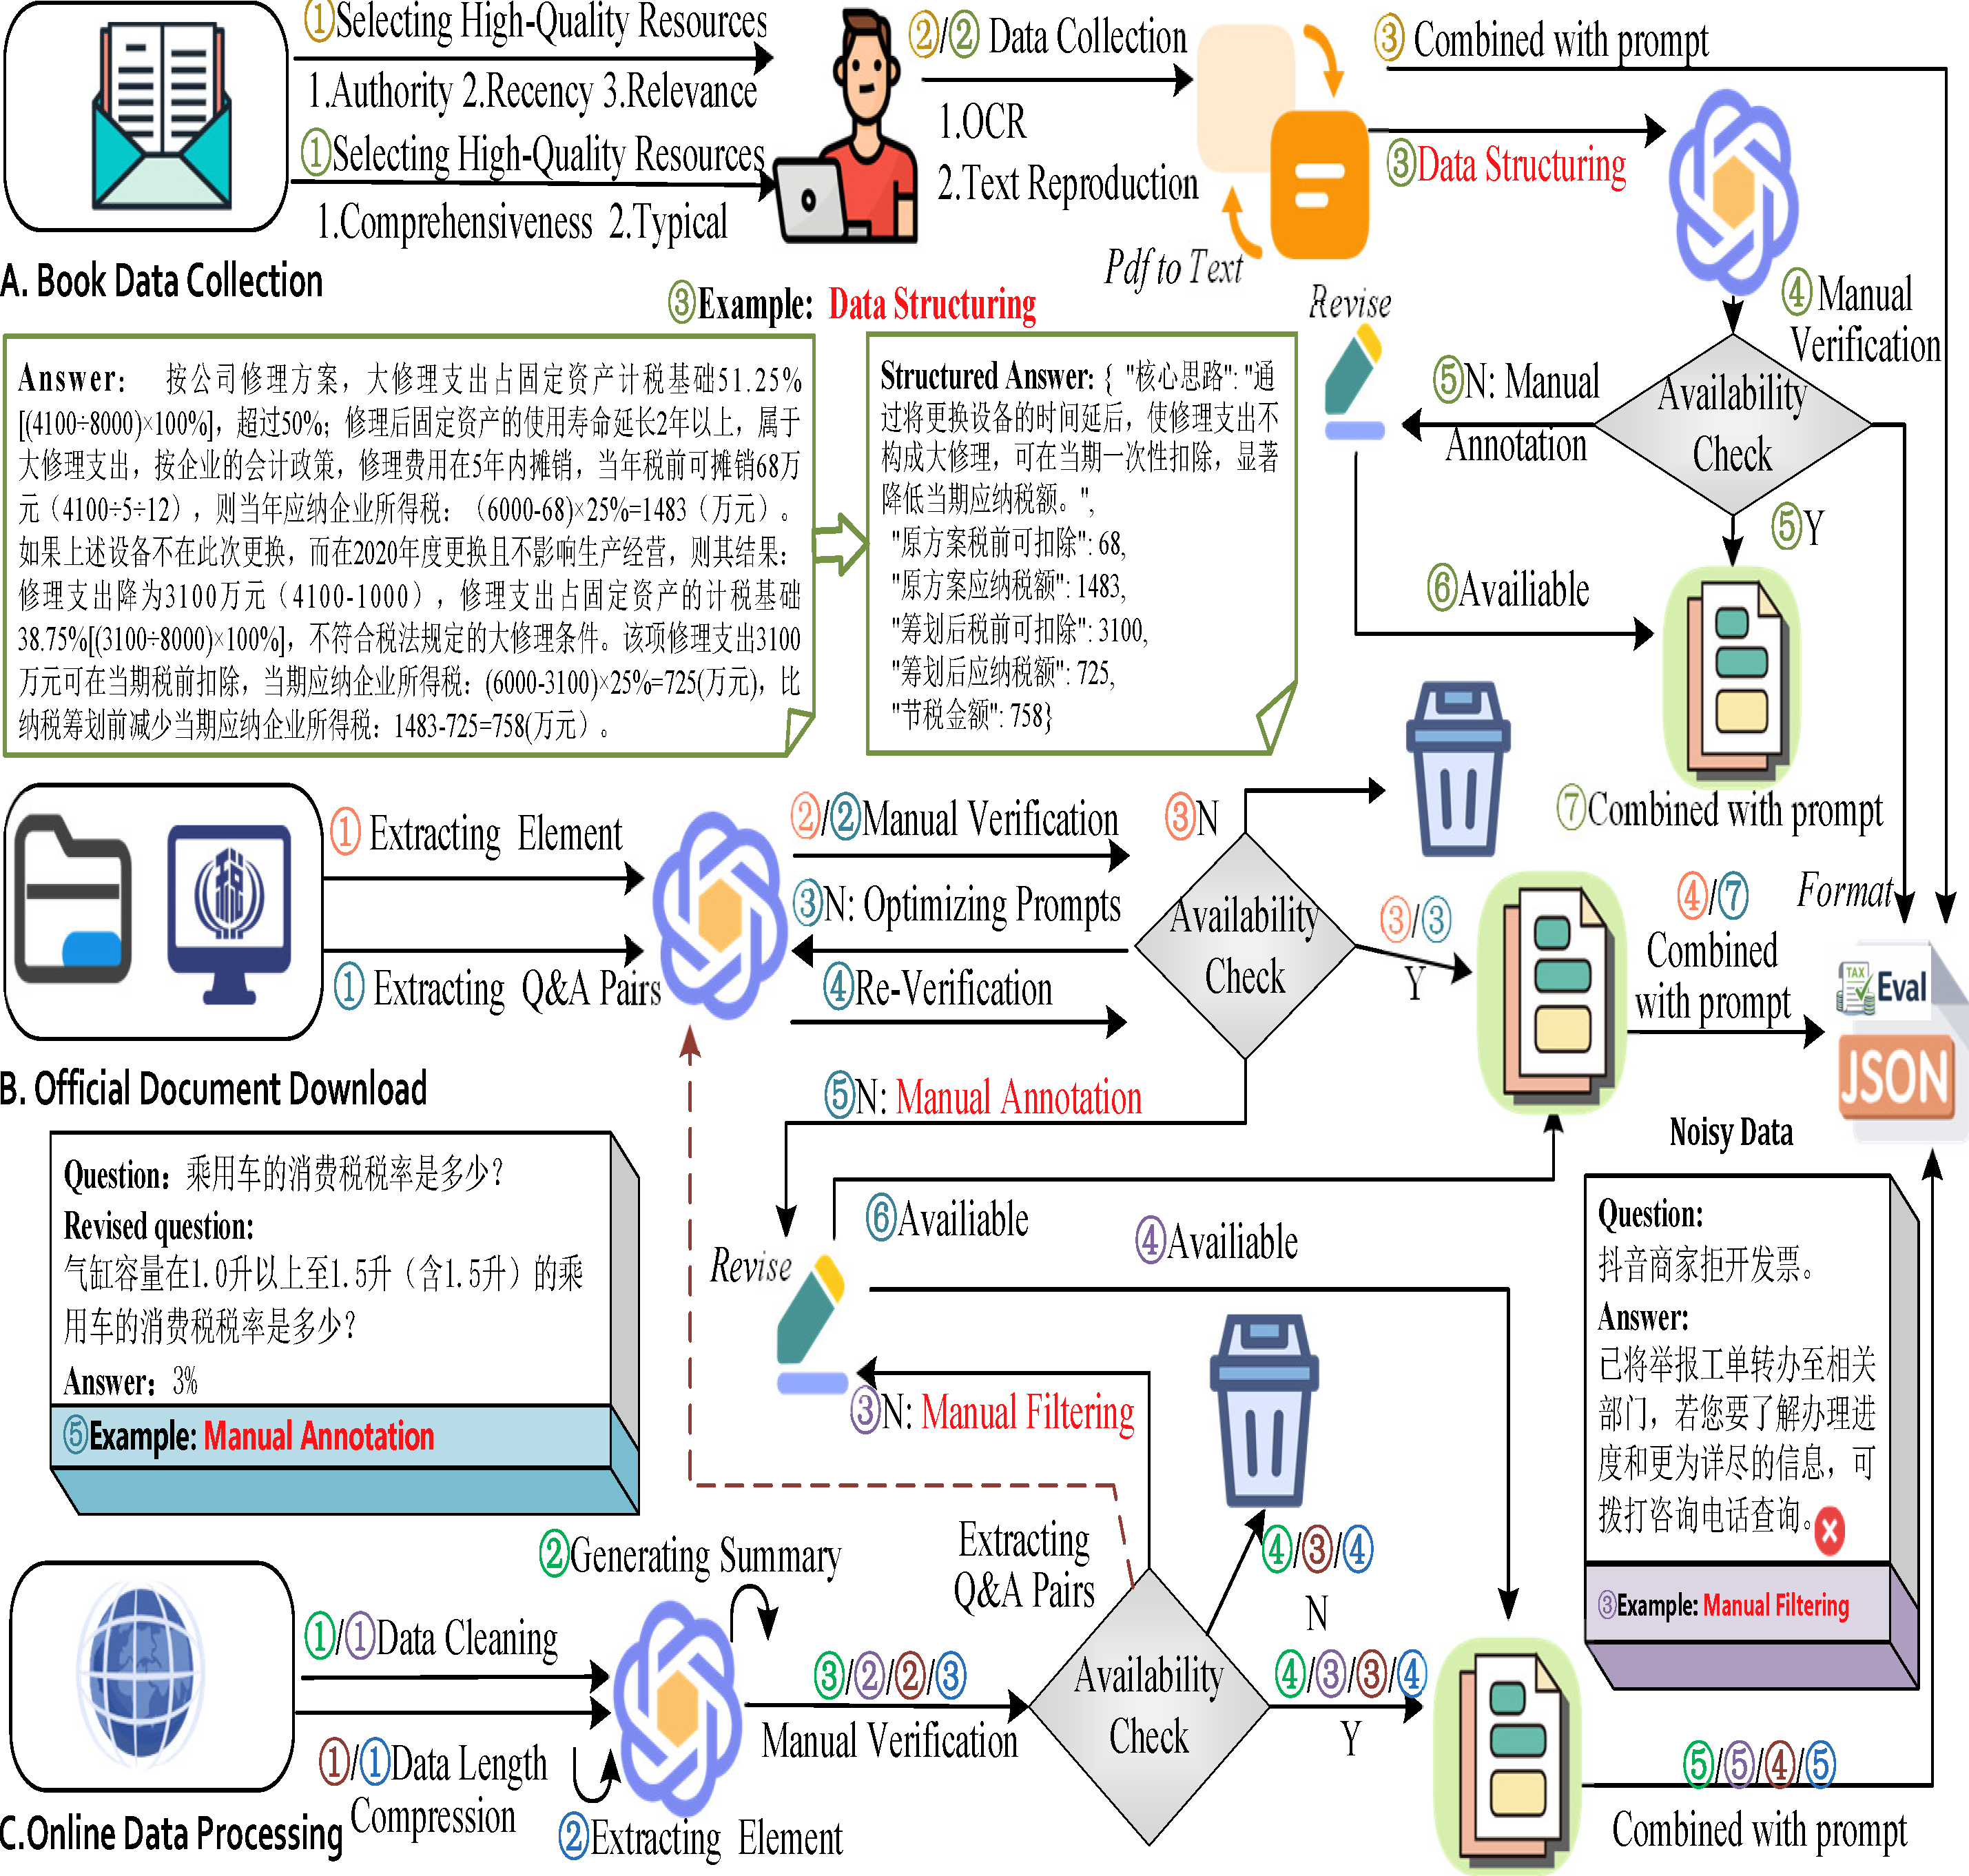 ①Selecting High-Quality Resources
1.Authority 2.Recency 3.Relevance
①Selecting High-Quality Resources
1.Comprehensiveness 2.Typical
②/② Data Collection
1.OCR
2.Text Reproduction
Pdf to Text
③ Combined with prompt
③Data Structuring
A. Book Data Collection
③Example: Data Structuring
Answer： 按公司修理方案，大修理支出占固定资产计税基础51.25%
[(4100÷8000)×100%]，超过50%；修理后固定资产的使用寿命延长2年以上，属于
大修理支出，按企业的会计政策，修理费用在5年内摊销，当年税前可摊销68万
元（4100÷5÷12），则当年应纳企业所得税：（6000-68)×25%=1483（万元）。
如果上述设备不在此次更换，而在2020年度更换且不影响生产经营，则其结果：
修理支出降为3100万元（4100-1000），修理支出占固定资产的计税基础
38.75%[(3100÷8000)×100%]，不符合税法规定的大修理条件。该项修理支出3100
万元可在当期税前扣除，当期应纳企业所得税：(6000-3100)×25%=725(万元)，比
纳税筹划前减少当期应纳企业所得税：1483-725=758(万元）。
Structured Answer: { "核心思路": "通
过将更换设备的时间延后，使修理支出不
构成大修理，可在当期一次性扣除，显著
降低当期应纳税额。",
"原方案税前可扣除": 68,
"原方案应纳税额": 1483,
"筹划后税前可扣除": 3100,
"筹划后应纳税额": 725,
"节税金额": 758}
Revise
④Manual
Verification
⑤N: Manual
Annotation
Availability
Check
⑤Y
⑥Availiable
⑦Combined with prompt
Format
① Extracting Element
① Extracting Q&A Pairs
②/②Manual Verification
③N: Optimizing Prompts
④Re-Verification
⑤N: Manual Annotation
③N
Availability
Check
③/③
Y
④/⑦
Combined
with prompt
TAX
Eval
JSON
B. Official Document Download
Question：乘用车的消费税税率是多少？
Revised question:
气缸容量在1.0升以上至1.5升（含1.5升）的乘
用车的消费税税率是多少？
Answer：3%
⑤Example: Manual Annotation
Revise
⑥Availiable
④Availiable
③N: Manual Filtering
Noisy Data
Question:
抖音商家拒开发票。
Answer:
已将举报工单转办至相关
部门，若您要了解办理进
度和更为详尽的信息，可
拨打咨询电话查询。
③Example: Manual Filtering
②Generating Summary
Extracting
Q&A Pairs
④/③/④
N
①/①Data Cleaning
①/①Data Length
Compression
②Extracting Element
③/②/②/③
Manual Verification
Availability
Check
④/③/③/④
Y
⑤/⑤/④/⑤
Combined with prompt
C.Online Data Processing